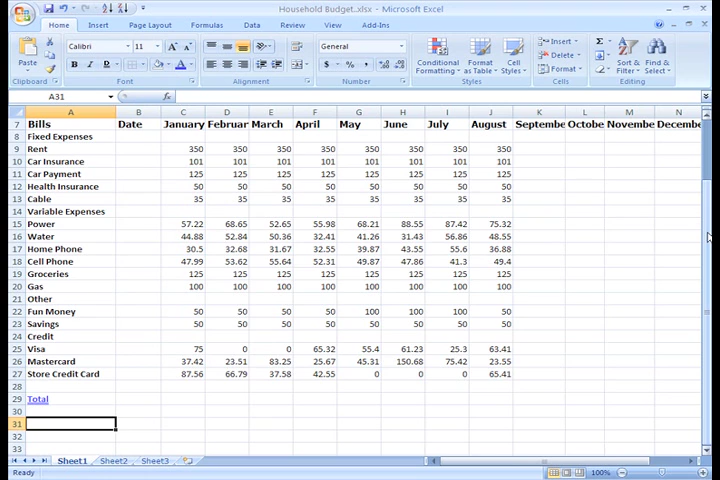 Household Budget.xlsx - Microsoft Excel
Home Insert Page Layout Formulas Data Review View Add-Ins
Paste
Calibri 11
General
Conditional Formatting Format as Table Cell Styles
Insert
Delete
Format
Sort & Filter Find & Select
Clipboard Font Alignment Number Styles Cells Editing
A31
A B C D E F G H I J K L M N
7 Bills Date January Februar March April May June July August Septembe Octobe Novembe Decembe
8 Fixed Expenses
9 Rent 350 350 350 350 350 350 350 350
10 Car Insurance 101 101 101 101 101 101 101 101
11 Car Payment 125 125 125 125 125 125 125 125
12 Health Insurance 50 50 50 50 50 50 50 50
13 Cable 35 35 35 35 35 35 35 35
14 Variable Expenses
15 Power 57.22 68.65 52.65 55.98 68.21 88.55 87.42 75.32
16 Water 44.88 52.84 50.36 32.41 41.26 31.43 56.86 48.55
17 Home Phone 30.5 32.68 31.67 32.55 39.87 43.55 55.6 36.88
18 Cell Phone 47.99 53.62 55.64 52.31 49.87 47.86 41.3 49.4
19 Groceries 125 125 125 125 125 125 125 125
20 Gas 100 100 100 100 100 100 100 100
21 Other
22 Fun Money 50 50 50 50 100 100 100 50
23 Savings 50 50 50 50 50 50 50 50
24 Credit
25 Visa 75 0 0 65.32 55.4 61.23 25.3 63.41
26 Mastercard 37.42 23.51 83.25 25.67 45.31 150.68 75.42 23.55
27 Store Credit Card 87.56 66.79 37.58 42.55 0 0 0 65.41
28
29 Total
30
31
32
33
Sheet1 Sheet2 Sheet3
Ready 100%